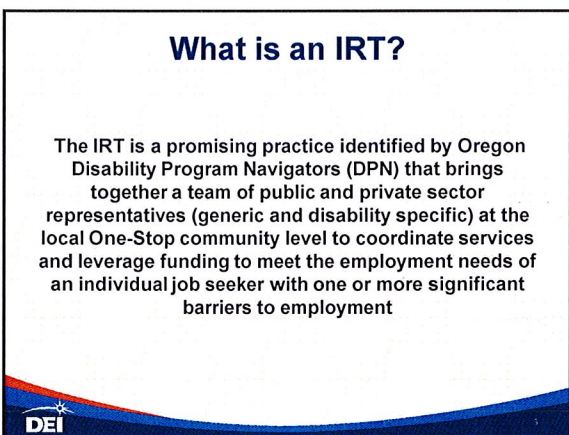 What is an IRT?
The IRT is a promising practice identified by Oregon
Disability Program Navigators (DPN) that brings
together a team of public and private sector
representatives (generic and disability specific) at the
local One-Stop community level to coordinate services
and leverage funding to meet the employment needs of
an individual job seeker with one or more significant
barriers to employment
DEI